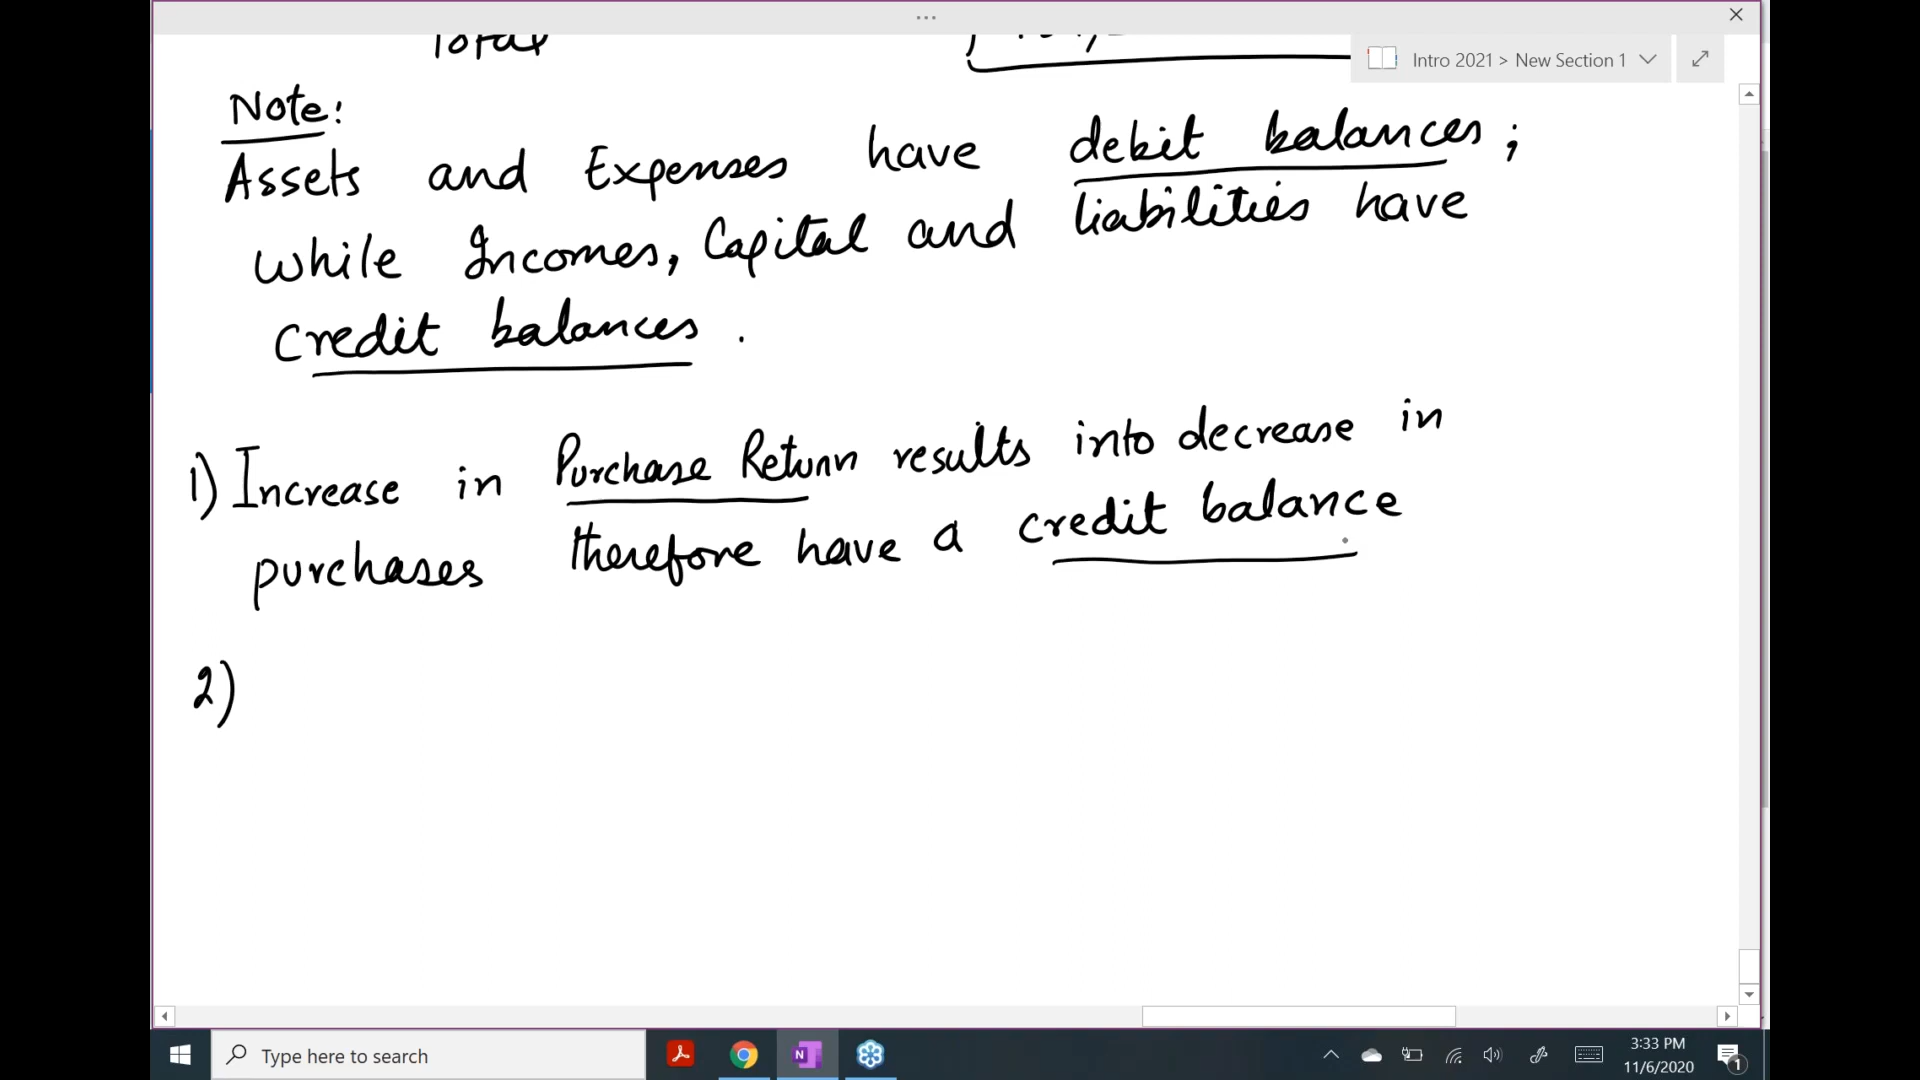 ...
Total
Intro 2021 > New Section 1
Note:
Assets and Expenses have debit balances;
while Incomes, Capital and liabilities have
credit balances.
1) Increase in Purchase Return results into decrease in
purchases therefore have a credit balance
2)
Type here to search
N
3:33 PM
11/6/2020
1